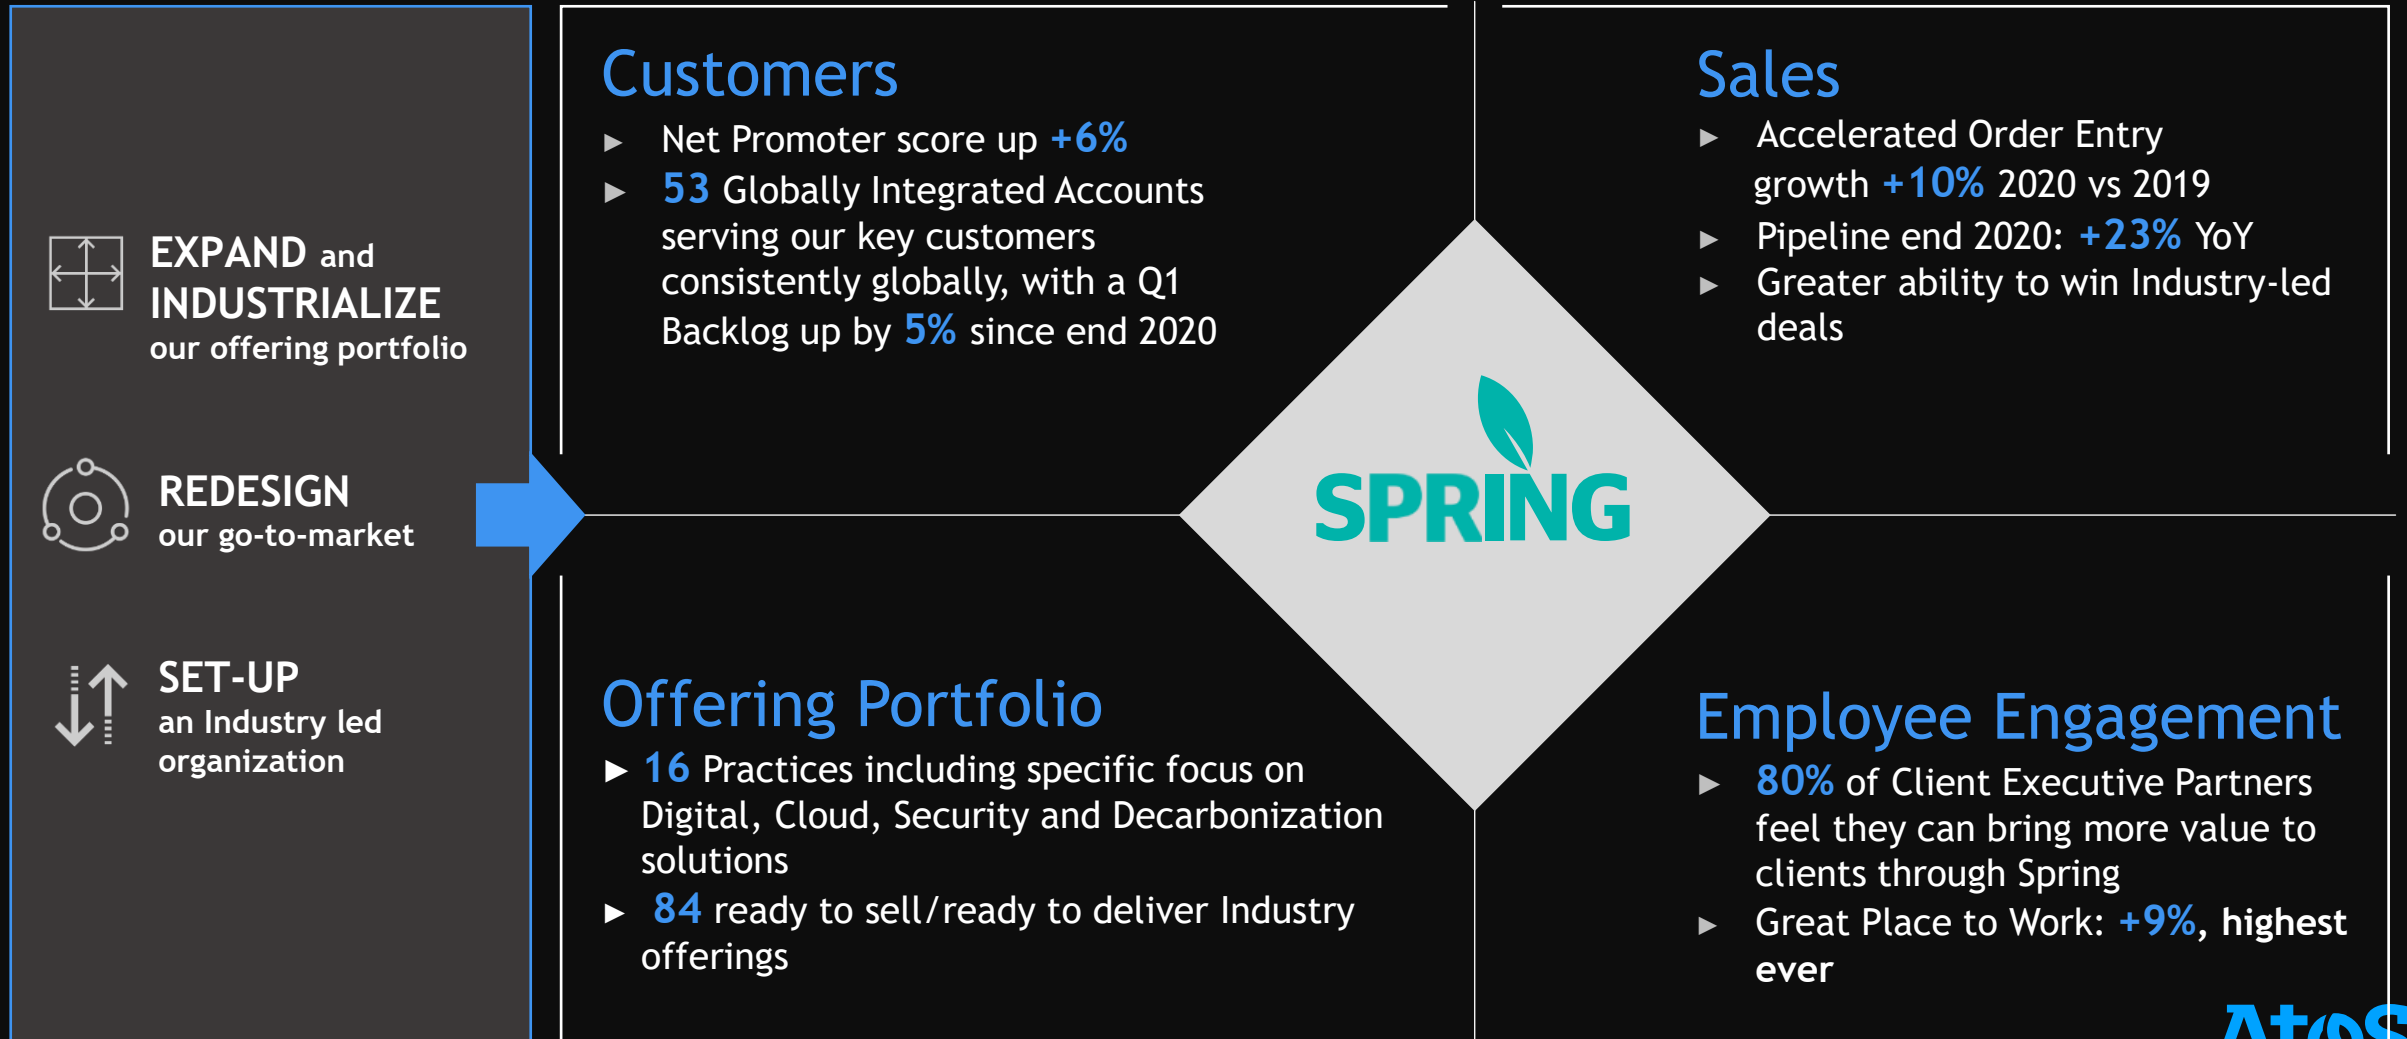 EXPAND and
INDUSTRIALIZE
our offering portfolio
REDESIGN
our go-to-market
SET-UP
an Industry led
organization
Customers
► Net Promoter score up +6%
► 53 Globally Integrated Accounts
serving our key customers
consistently globally, with a Q1
Backlog up by 5% since end 2020
Sales
► Accelerated Order Entry
growth +10% 2020 vs 2019
► Pipeline end 2020: +23% YoY
► Greater ability to win Industry-led
deals
SPRING
Offering Portfolio
► 16 Practices including specific focus on
Digital, Cloud, Security and Decarbonization
solutions
► 84 ready to sell/ready to deliver Industry
offerings
Employee Engagement
► 80% of Client Executive Partners
feel they can bring more value to
clients through Spring
► Great Place to Work: +9%, highest
ever
Atos